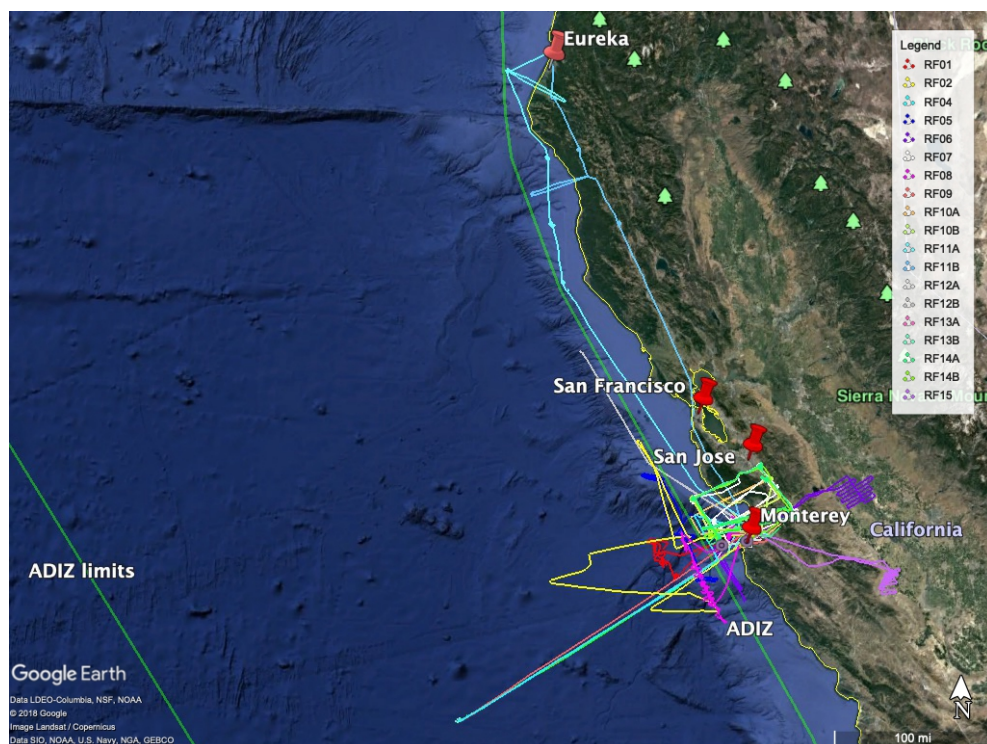 Eureka
Legend
RF01
RF02
RF04
RF05
RF06
RF07
RF08
RF09
RF10A
RF10B
RF11A
RF11B
RF12A
RF12B
RF13A
RF13B
RF14A
RF14B
RF15
San Francisco
San Jose
Monterey
California
ADIZ limits
ADIZ
Google Earth
Data LDEO-Columbia, NSF, NOAA
© 2018 Google
Image Landsat / Copernicus
Data SIO, NOAA, U.S. Navy, NGA, GEBCO
N
100 mi